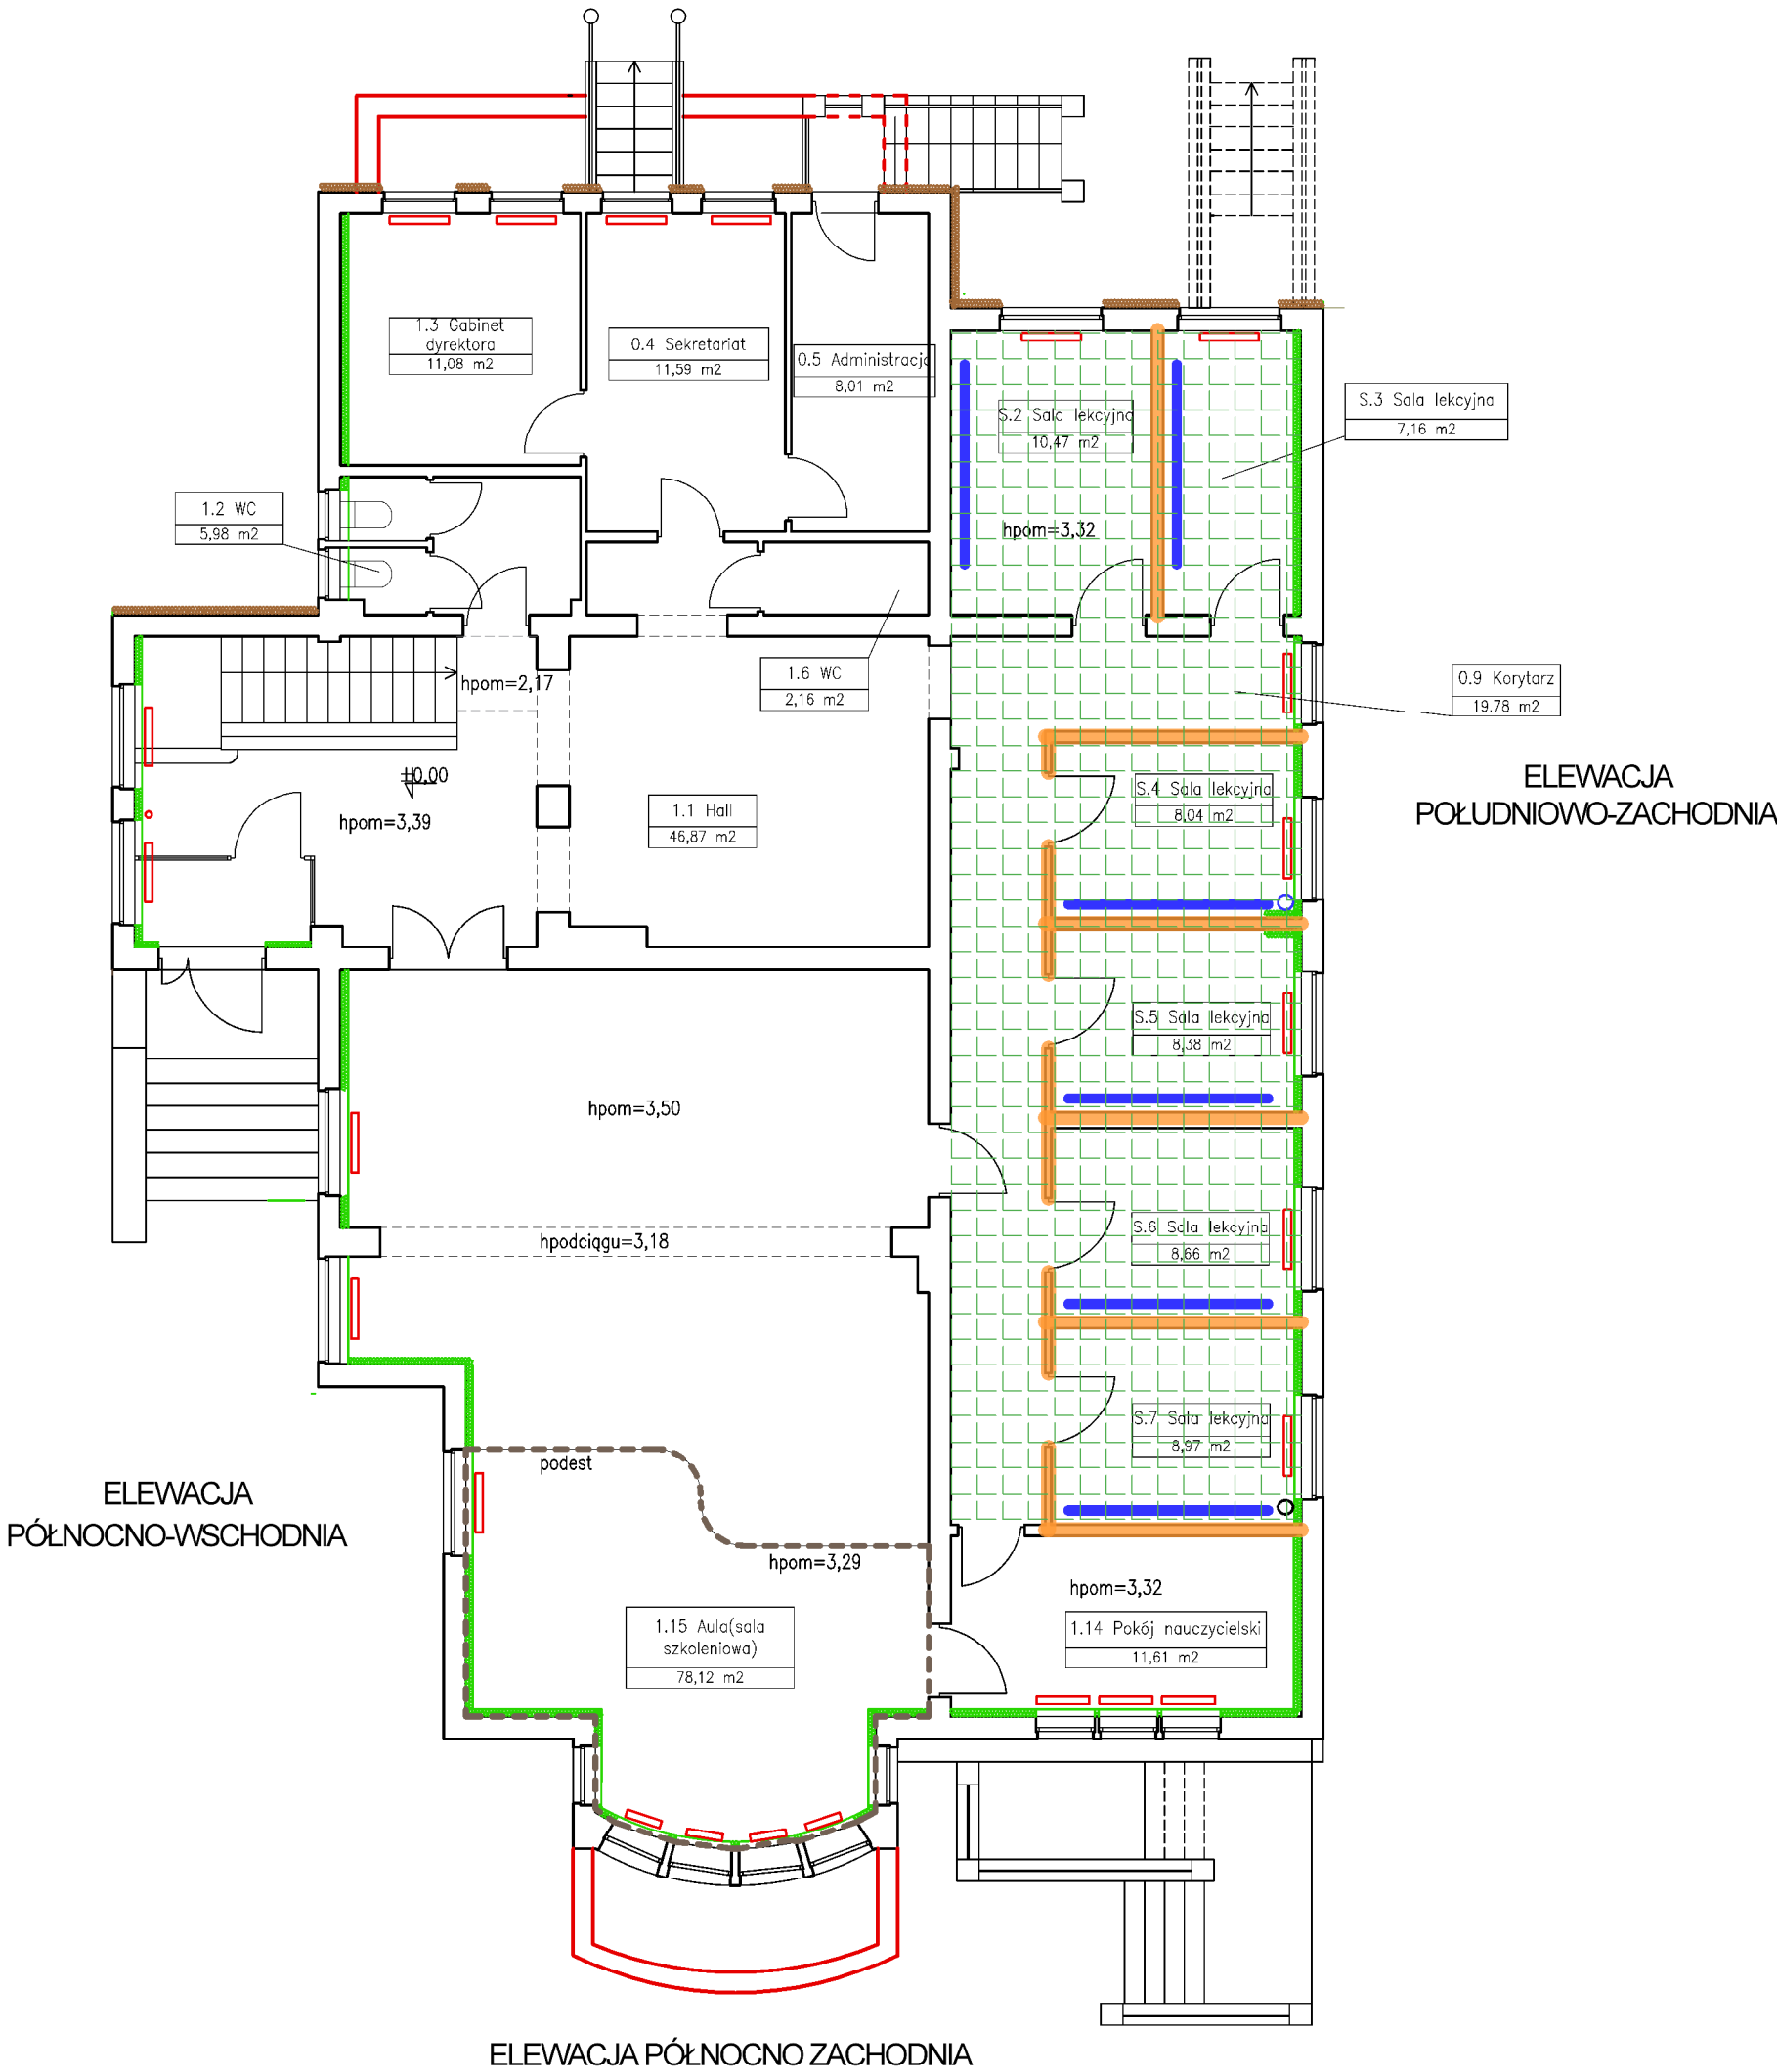 1.3 Gabinet
dyrektora
11,08 m2
0.4 Sekretariat
11,59 m2
0.5 Administracja
8,01 m2
S.2 Sala lekcyjna
10,47 m2
S.3 Sala lekcyjna
7,16 m2
1.2 WC
5,98 m2
hpom=3,32
hpom=2,17
1.6 WC
2,16 m2
0.9 Korytarz
19,78 m2
±0,00
hpom=3,39
1.1 Hall
46,87 m2
S.4 Sala lekcyjna
8,04 m2
ELEWACJA
POŁUDNIOWO-ZACHODNIA
S.5 Sala lekcyjna
8,38 m2
hpom=3,50
hpodciągu=3,18
S.6 Sala lekcyjna
8,66 m2
S.7 Sala lekcyjna
8,97 m2
podest
ELEWACJA
PÓŁNOCNO-WSCHODNIA
hpom=3,29
hpom=3,32
1.15 Aula(sala
szkoleniowa)
78,12 m2
1.14 Pokój nauczycielski
11,61 m2
ELEWACJA PÓŁNOCNO ZACHODNIA